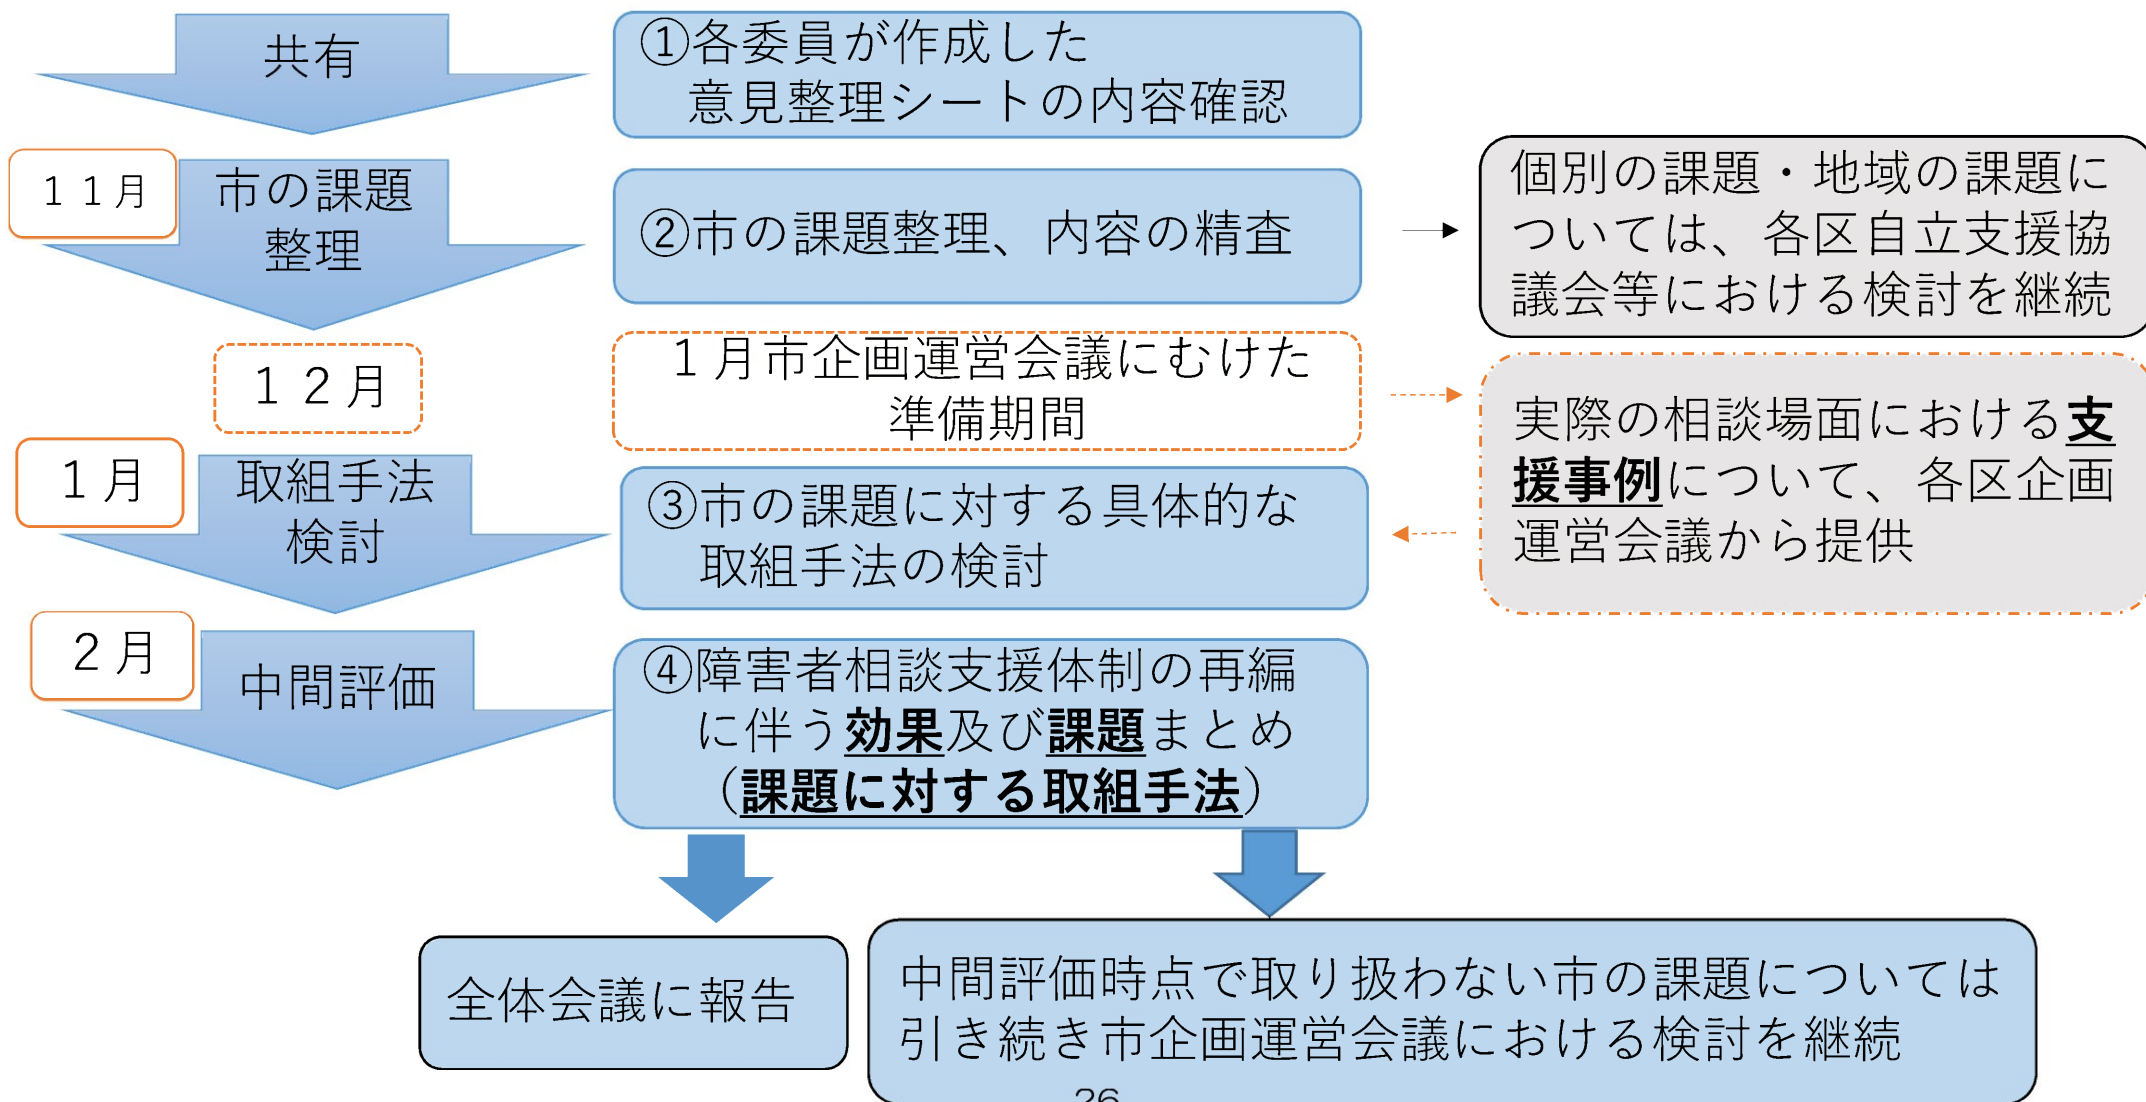 共有
①各委員が作成した
意見整理シートの内容確認
１１月
市の課題
整理
②市の課題整理、内容の精査
個別の課題・地域の課題に
ついては、各区自立支援協
議会等における検討を継続
１２月
１月市企画運営会議にむけた
準備期間
実際の相談場面における支
援事例について、各区企画
運営会議から提供
１月
取組手法
検討
③市の課題に対する具体的な
取組手法の検討
２月
中間評価
④障害者相談支援体制の再編
に伴う効果及び課題まとめ
（課題に対する取組手法）
全体会議に報告
中間評価時点で取り扱わない市の課題については
引き続き市企画運営会議における検討を継続
26